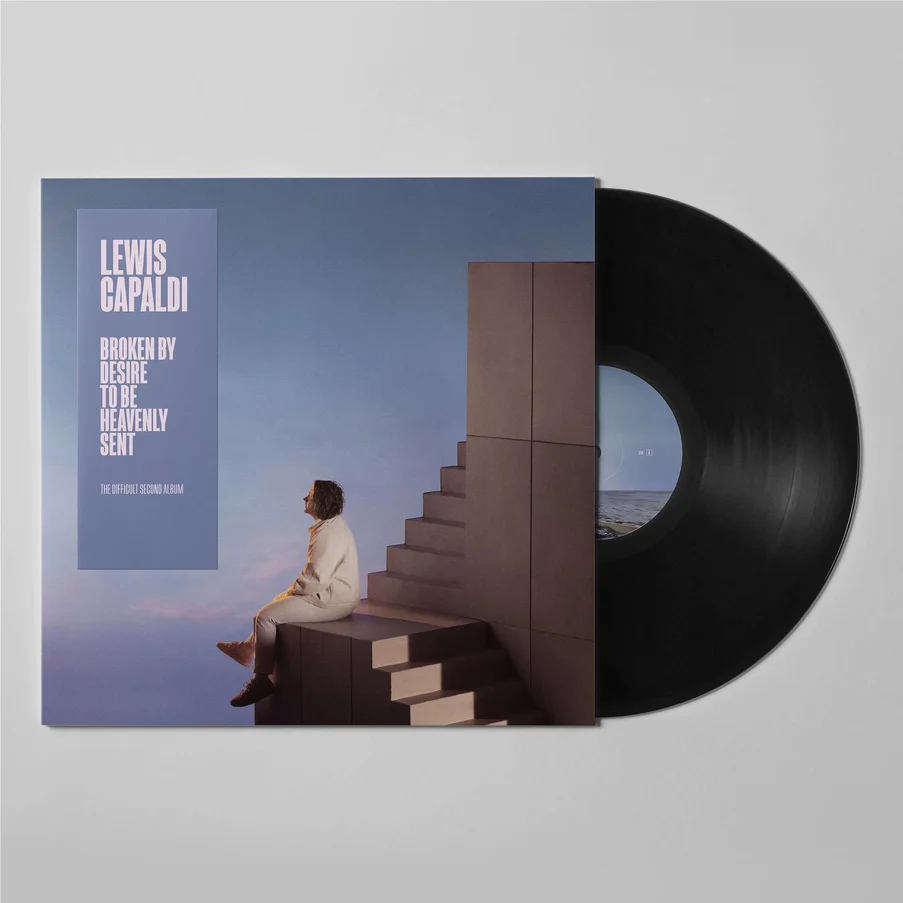 LEWIS
CAPALDI
BROKEN BY
DESIRE
TO BE
HEAVENLY
SENT
THE DIFFICULT SECOND ALBUM